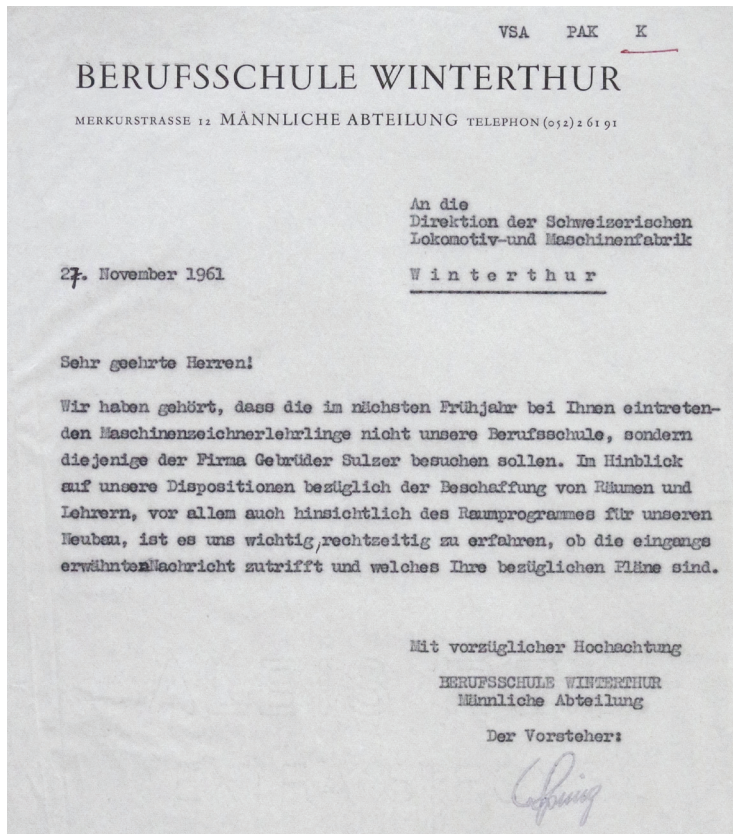 VSA PAK K
BERUFSSCHULE WINTERTHUR
MERKURSTRASSE 12 MÄNNLICHE ABTEILUNG TELEPHON (052) 2 61 91
An die
Direktion der Schweizerischen
Lokomotiv-und Maschinenfabrik
27. November 1961
Winterthur
Sehr geehrte Herren!
Wir haben gehört, dass die im nächsten Frühjahr bei Ihnen eintreten-
den Maschinenzeichnerlehrlinge nicht unsere Berufsschule, sondern
diejenige der Firma Gebrüder Sulzer besuchen sollen. Im Hinblick
auf unsere Dispositionen bezüglich der Beschaffung von Räumen und
Lehrern, vor allem auch hinsichtlich des Raumprogrammes für unseren
Neubau, ist es uns wichtig, rechtzeitig zu erfahren, ob die eingangs
erwähnten Nachricht zutrifft und welches Ihre bezüglichen Pläne sind.
Mit vorzüglicher Hochachtung
BERUFSSCHULE WINTERTHUR
Männliche Abteilung
Der Vorsteher: